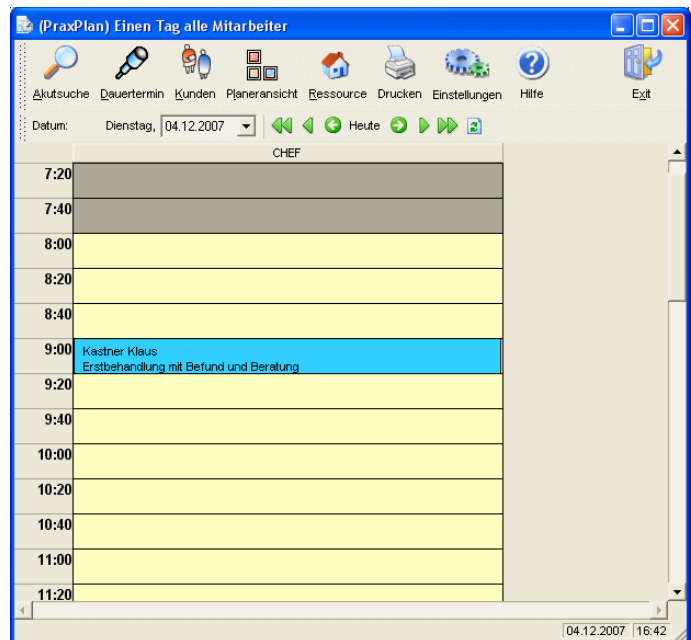 (PraxPlan) Einen Tag alle Mitarbeiter
Akutsuche Dauertermin Kunden Planeransicht Ressource Drucken Einstellungen Hilfe Exit
Datum: Dienstag, 04.12.2007 Heute
CHEF
7:20
7:40
8:00
8:20
8:40
9:00 Kastner Klaus
Erstbehandlung mit Befund und Beratung
9:20
9:40
10:00
10:20
10:40
11:00
11:20
04.12.2007 16:42